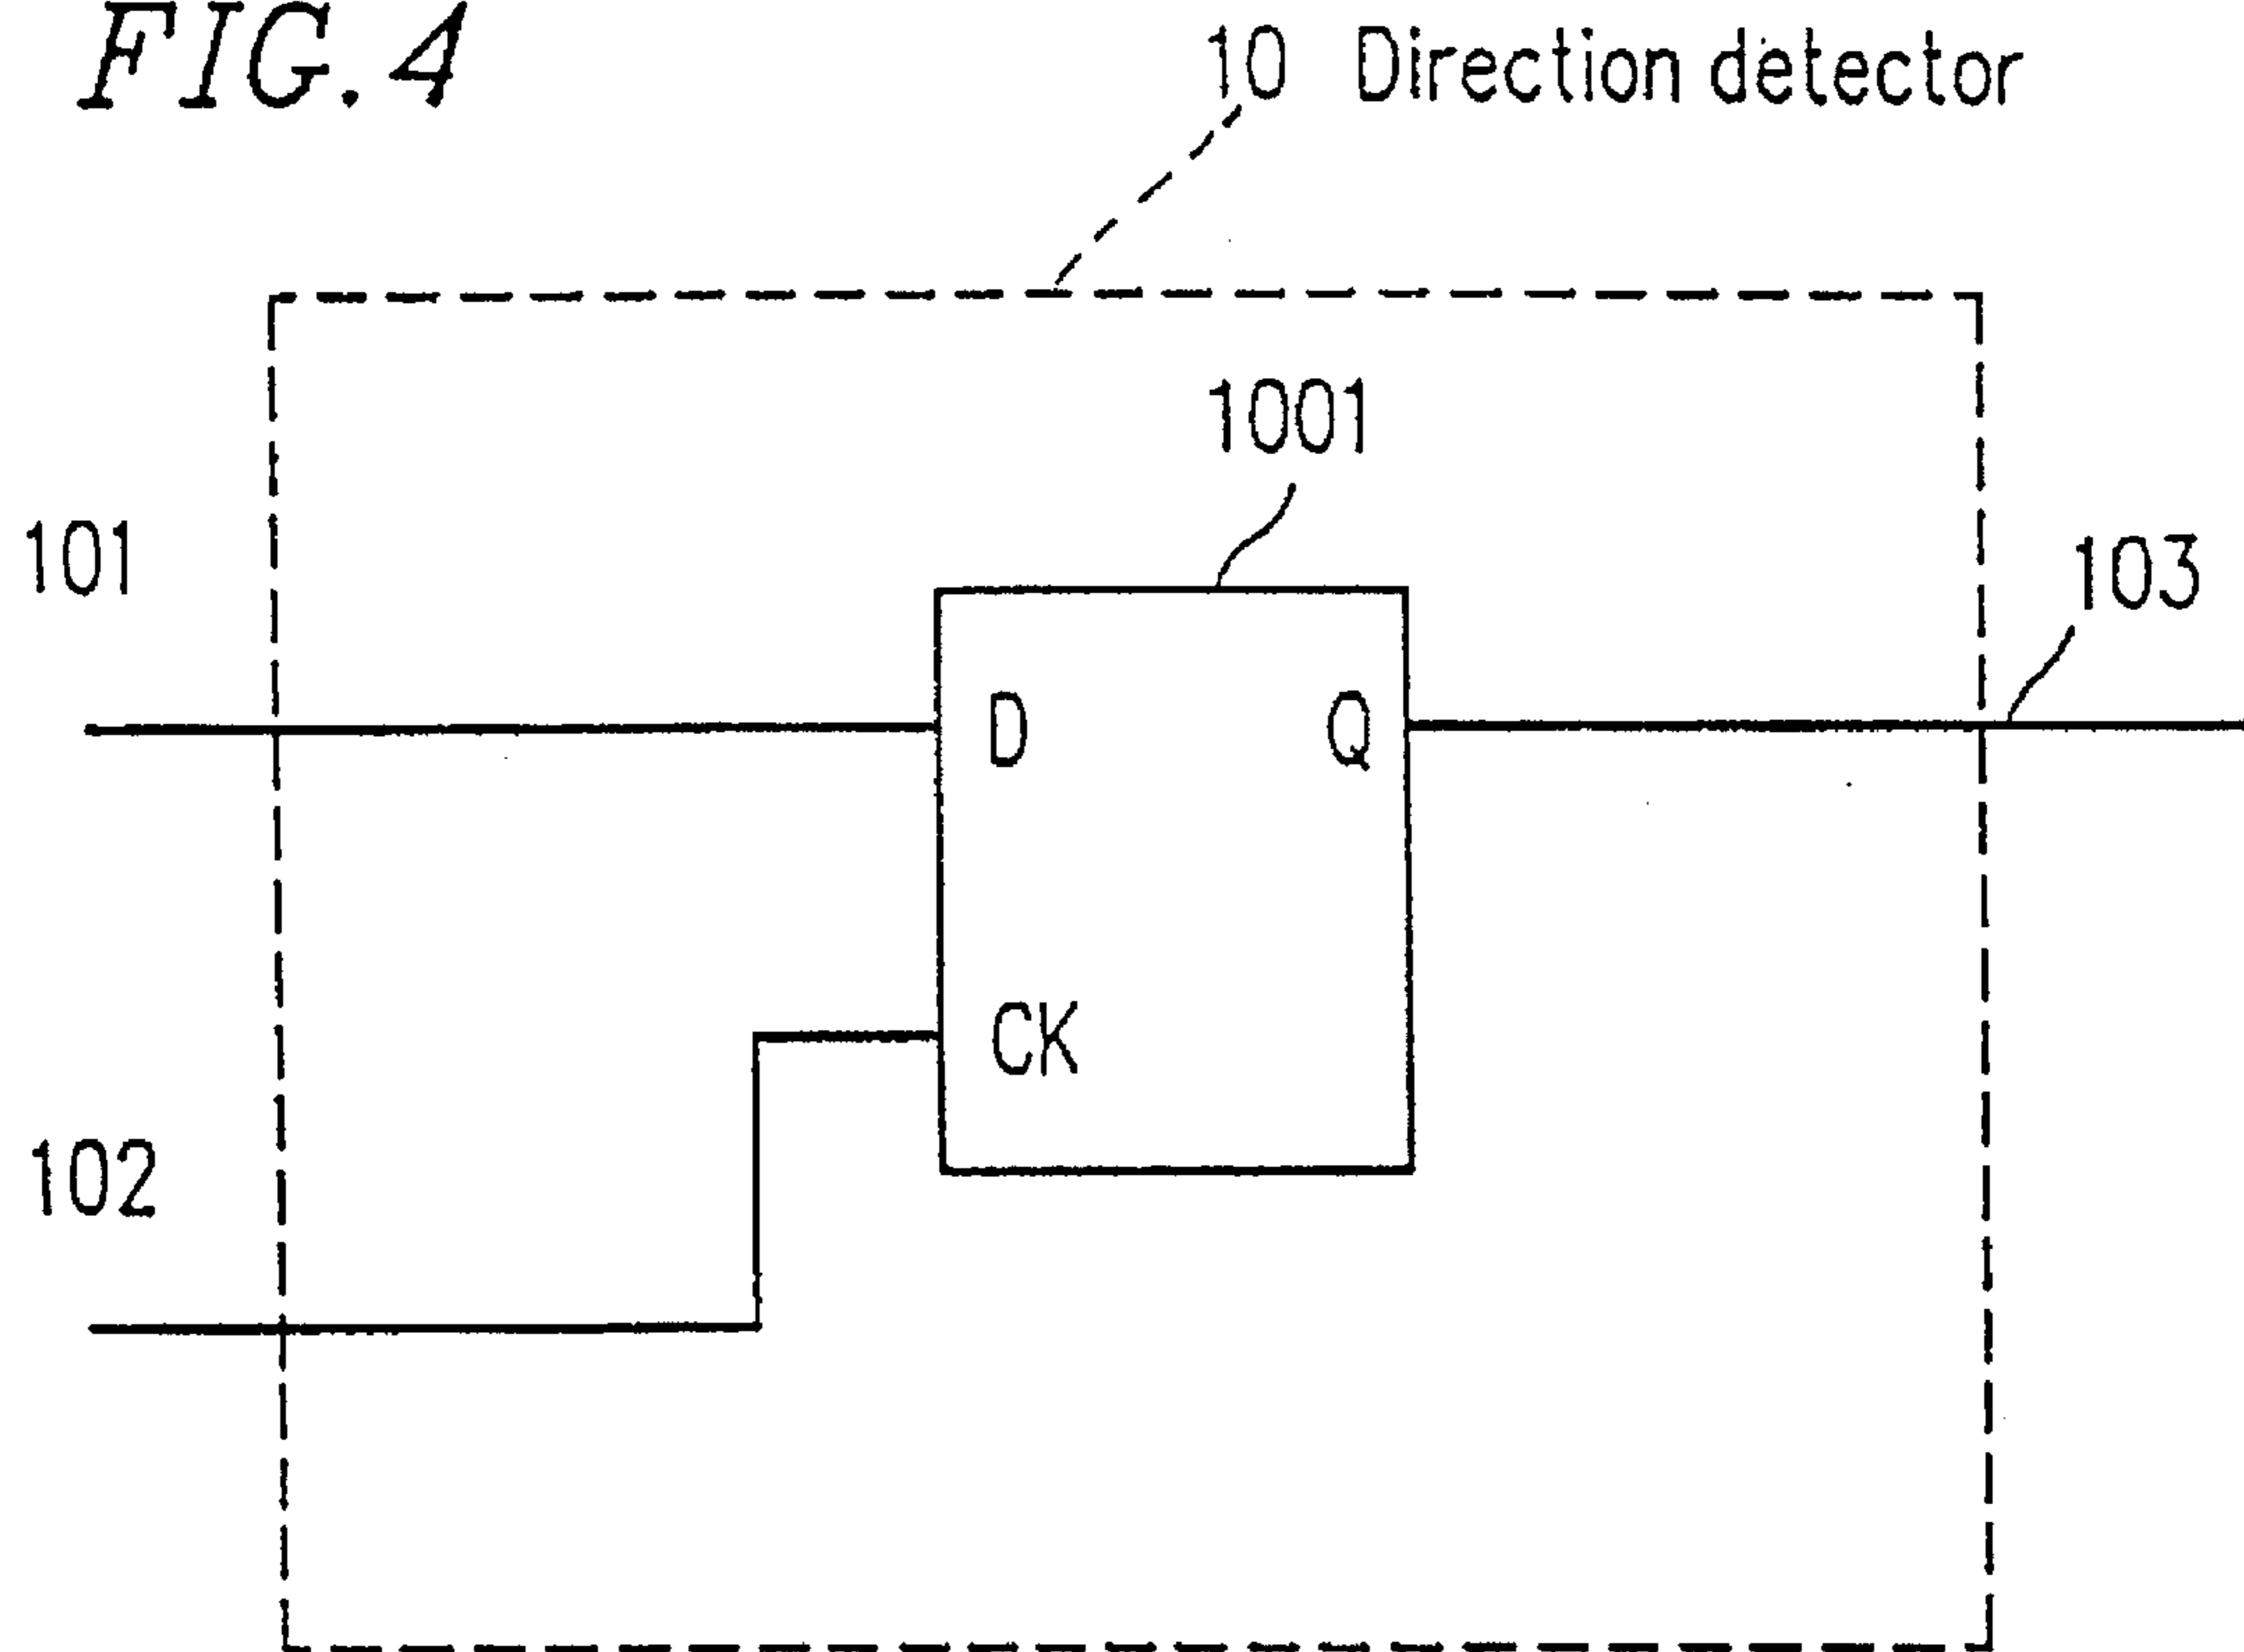 FIG. 4
10 Direction detector
1001
101
103
D Q
CK
102